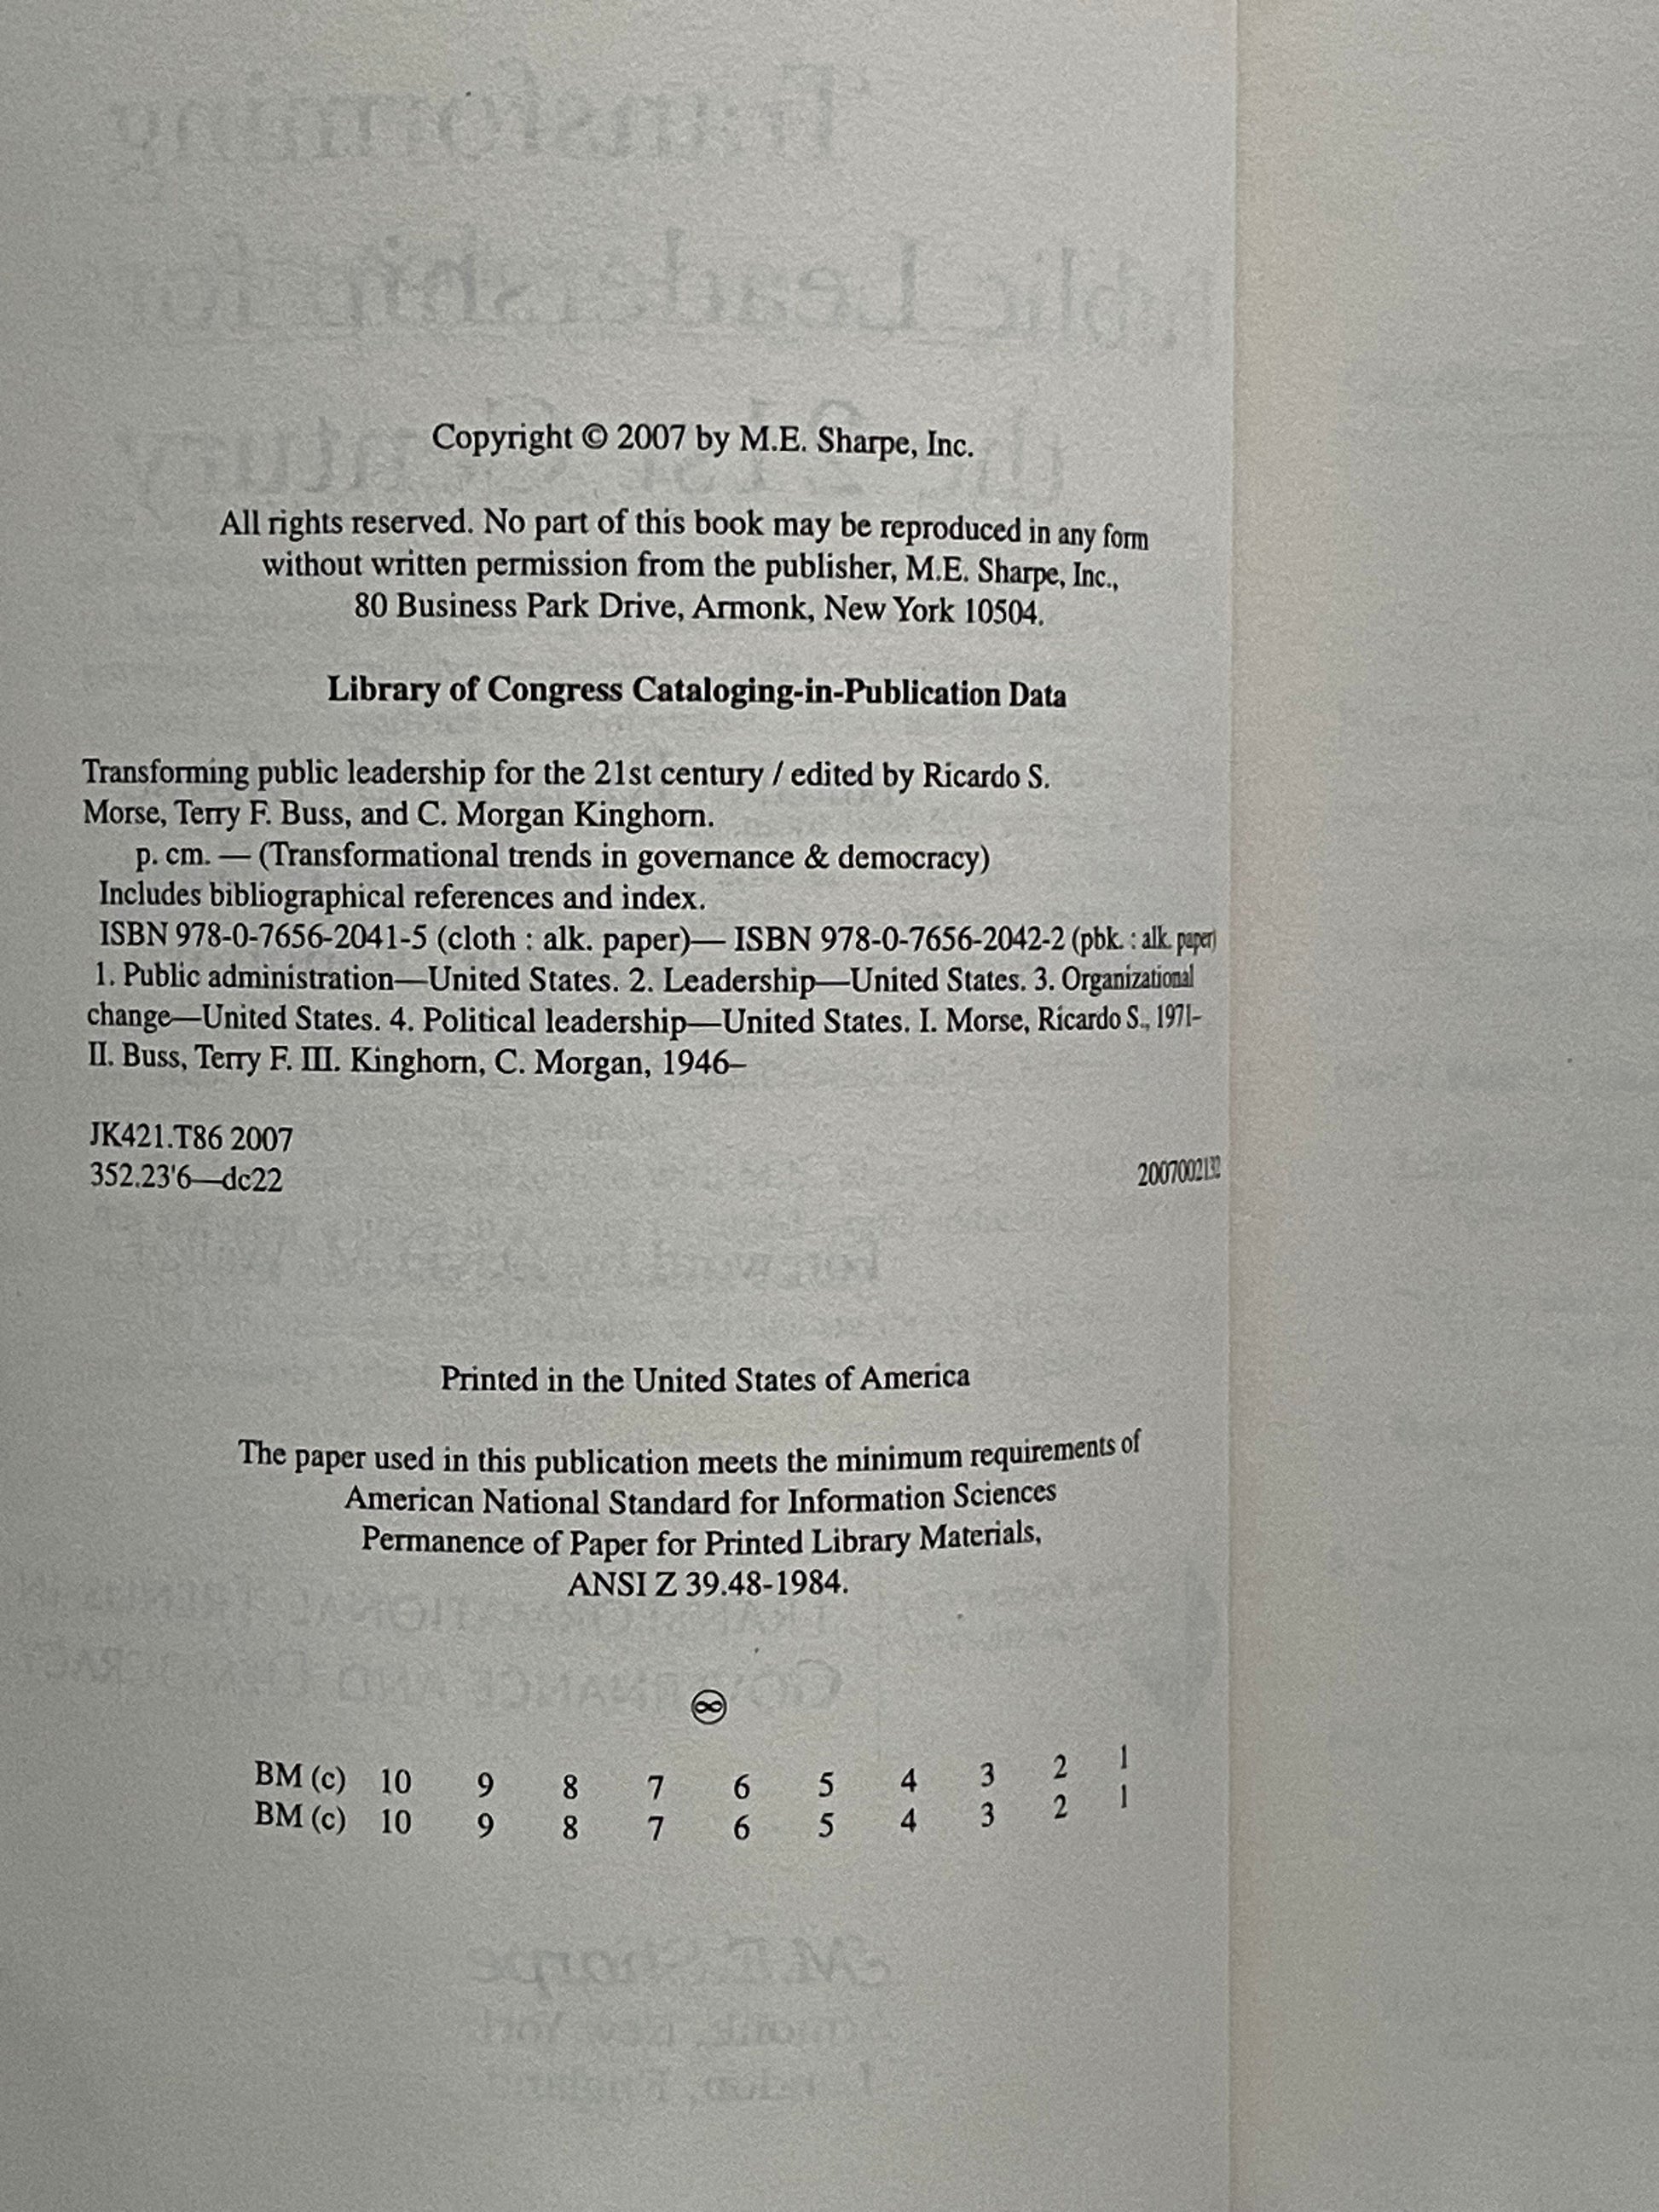 Copyright © 2007 by M.E. Sharpe, Inc.
All rights reserved. No part of this book may be reproduced in any form
without written permission from the publisher, M.E. Sharpe, Inc.,
80 Business Park Drive, Armonk, New York 10504.
Library of Congress Cataloging-in-Publication Data
Transforming public leadership for the 21st century / edited by Ricardo S.
Morse, Terry F. Buss, and C. Morgan Kinghorn.
p. cm. — (Transformational trends in governance & democracy)
Includes bibliographical references and index.
ISBN 978-0-7656-2041-5 (cloth : alk. paper)— ISBN 978-0-7656-2042-2 (pbk. : alk. paper)
1. Public administration—United States. 2. Leadership—United States. 3. Organizational
change—United States. 4. Political leadership—United States. I. Morse, Ricardo S., 1971–
II. Buss, Terry F. III. Kinghorn, C. Morgan, 1946–
JK421.T86 2007
352.23'6—dc22 2007002132
Printed in the United States of America
The paper used in this publication meets the minimum requirements of
American National Standard for Information Sciences
Permanence of Paper for Printed Library Materials,
ANSI Z 39.48-1984.
BM (c) 10 9 8 7 6 5 4 3 2 1
BM (c) 10 9 8 7 6 5 4 3 2 1